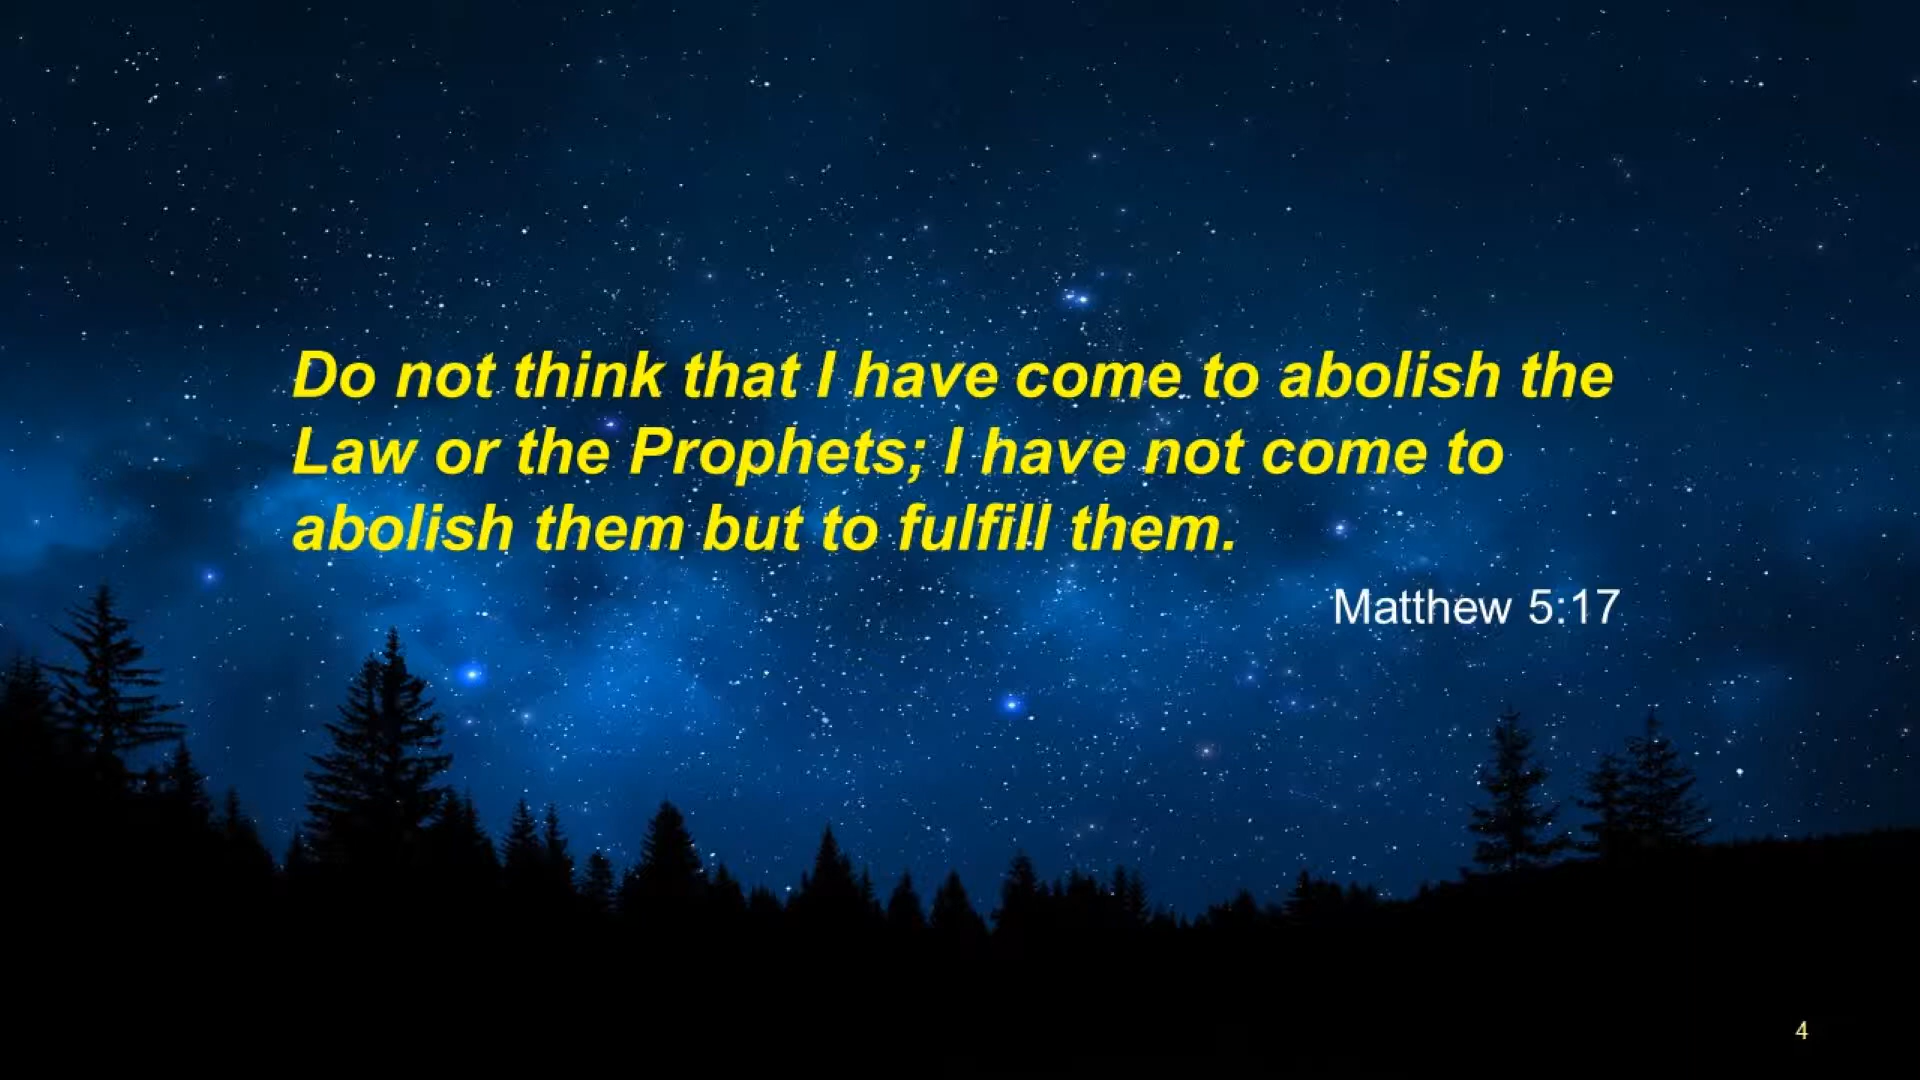 Do not think that I have come to abolish the
Law or the Prophets; I have not come to
abolish them but to fulfill them.
Matthew 5:17
4